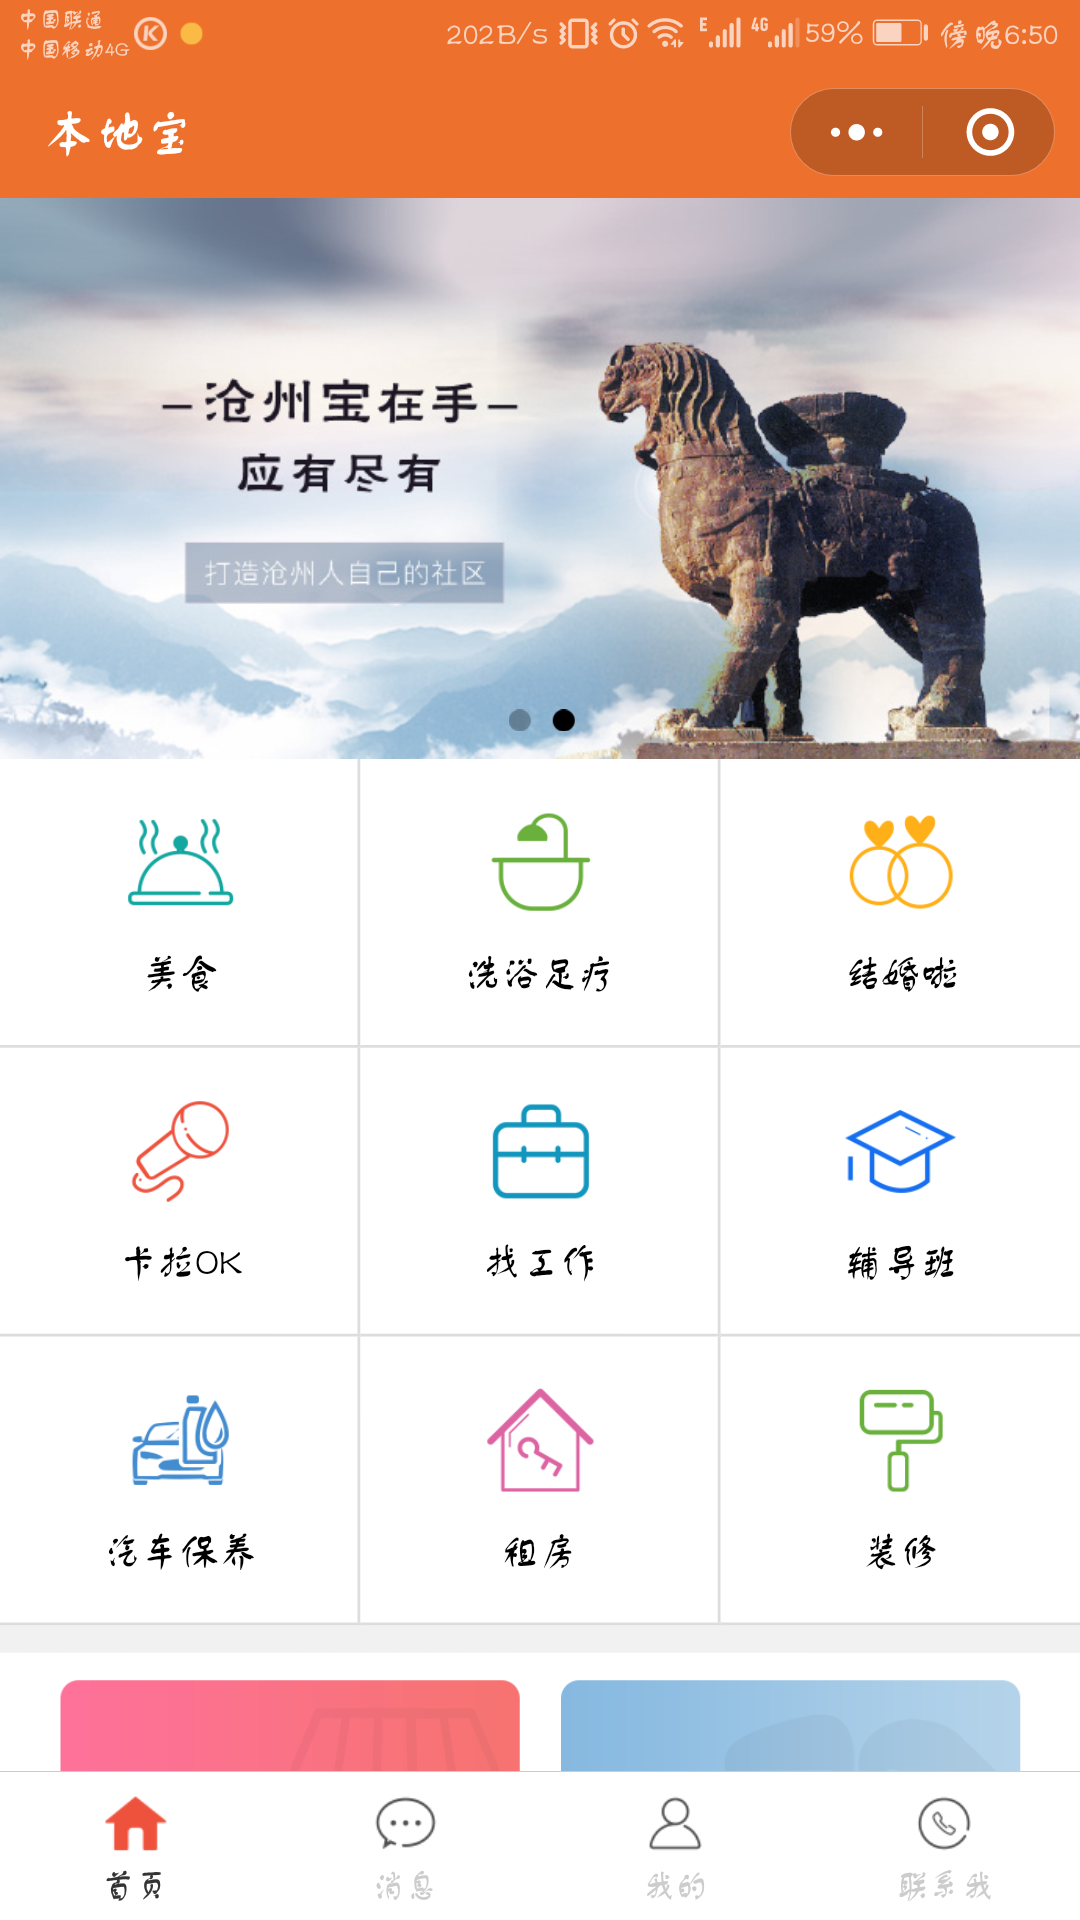 中国联通
中国移动4G
202B/s E 4G 59% 傍晚6:50
本地宝
–沧州宝在手–
应有尽有
打造沧州人自己的社区
美食 洗浴足疗 结婚啦
卡拉OK 找工作 辅导班
汽车保养 租房 装修
首页 消息 我的 联系我